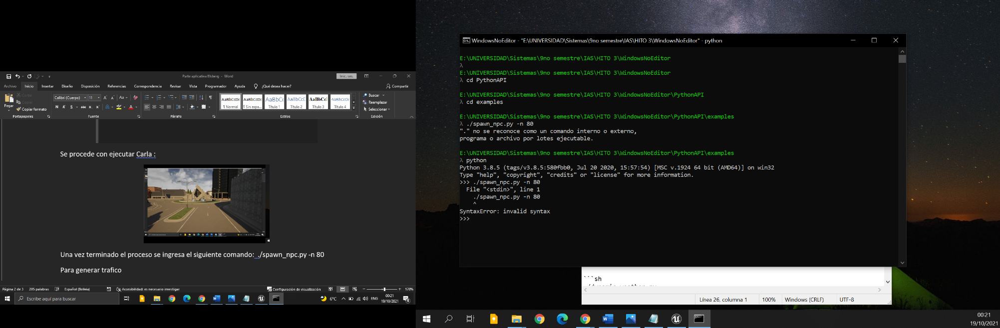 Parte aplicativa Elsberg - Word
Inic. ses.
Archivo Inicio Insertar Diseño Disposición Referencias Correspondencia Revisar Vista Programador Ayuda ¿Qué desea hacer? Compartir
Pegar
Cortar
Copiar
Copiar formato
Portapapeles
Calibri (Cuerpo) 11
N K S abc x, x
Fuente
Párrafo
AaBbCcDc AaBbCcDc AaBbCc AaBbCcD AaBbCcI AaBbCcDc
¶ Normal ¶ Sin espa... Título 1 Título 2 Título 3 Título 4
Estilos
Buscar
Reemplazar
Seleccionar
Edición
Se procede con ejecutar Carla :
Una vez terminado el proceso se ingresa el siguiente comando: ./spawn_npc.py -n 80
Para generar trafico
Página 2 de 3 205 palabras Español (Bolivia) Accesibilidad: es necesario investigar Configuración de visualización 170%
Escribe aquí para buscar
6°C ENG 00:21
19/10/2021
4
WindowsNoEditor - "E:\UNIVERSIDAD\Sistemas\9no semestre\IAS\HITO 3\WindowsNoEditor" - python
E:\UNIVERSIDAD\Sistemas\9no semestre\IAS\HITO 3\WindowsNoEditor
λ
E:\UNIVERSIDAD\Sistemas\9no semestre\IAS\HITO 3\WindowsNoEditor
λ cd PythonAPI
E:\UNIVERSIDAD\Sistemas\9no semestre\IAS\HITO 3\WindowsNoEditor\PythonAPI
λ cd examples
E:\UNIVERSIDAD\Sistemas\9no semestre\IAS\HITO 3\WindowsNoEditor\PythonAPI\examples
λ ./spawn_npc.py -n 80
"." no se reconoce como un comando interno o externo,
programa o archivo por lotes ejecutable.
E:\UNIVERSIDAD\Sistemas\9no semestre\IAS\HITO 3\WindowsNoEditor\PythonAPI\examples
λ python
Python 3.8.5 (tags/v3.8.5:580fbb0, Jul 20 2020, 15:57:54) [MSC v.1924 64 bit (AMD64)] on win32
Type "help", "copyright", "credits" or "license" for more information.
>>> ./spawn_npc.py -n 80
File "<stdin>", line 1
./spawn_npc.py -n 80
^
SyntaxError: invalid syntax
>>>
```sh
Línea 26, columna 1 100% Windows (CRLF) UTF-8
00:21
19/10/2021